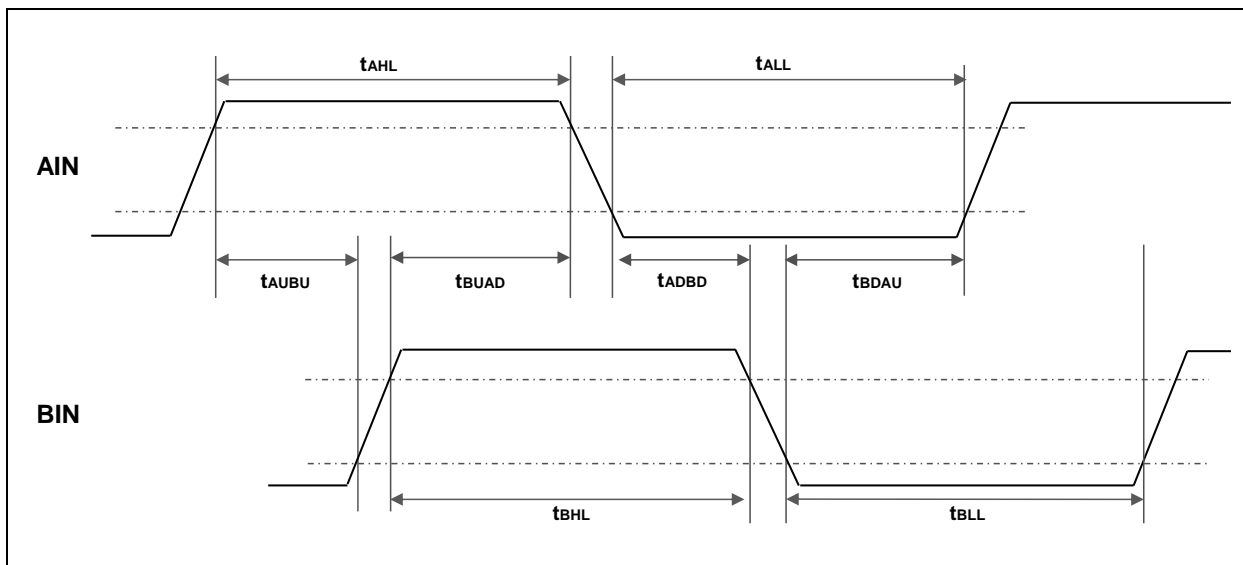 tAHL
tALL
AIN
tAUBU
tBUAD
tADBD
tBDAU
BIN
tBHL
tBLL